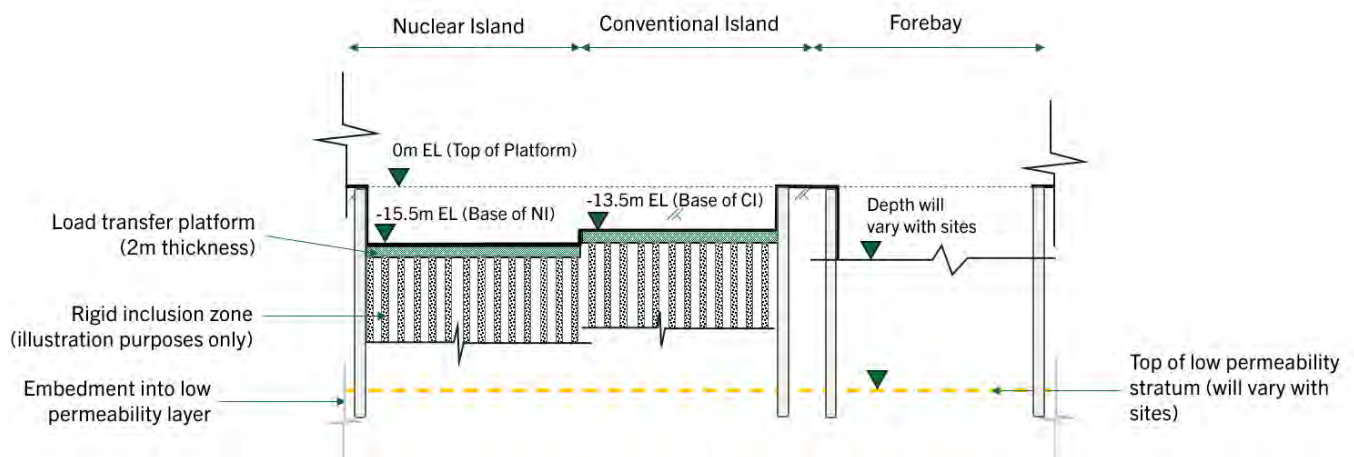 Nuclear Island
Conventional Island
Forebay
0m EL (Top of Platform)
-15.5m EL (Base of NI)
-13.5m EL (Base of CI)
Depth will
vary with sites
Load transfer platform
(2m thickness)
Rigid inclusion zone
(illustration purposes only)
Embedment into low
permeability layer
Top of low permeability
stratum (will vary with
sites)